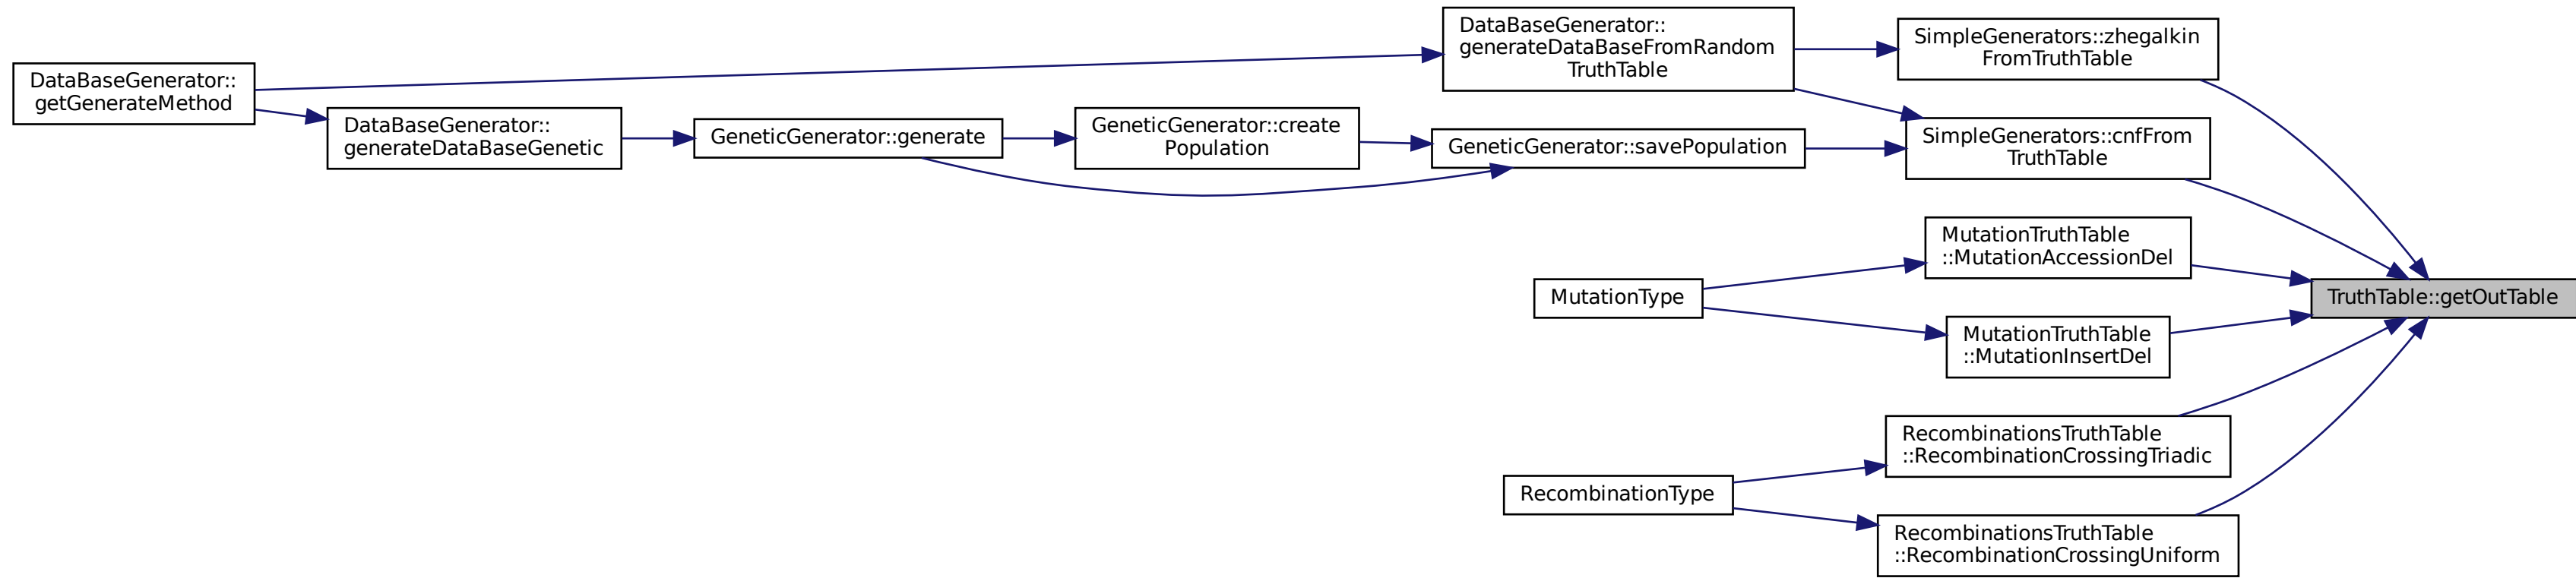 DataBaseGenerator::
getGenerateMethod
DataBaseGenerator::
generateDataBaseGenetic
GeneticGenerator::generate
GeneticGenerator::create
Population
DataBaseGenerator::
generateDataBaseFromRandom
TruthTable
GeneticGenerator::savePopulation
SimpleGenerators::zhegalkin
FromTruthTable
SimpleGenerators::cnfFrom
TruthTable
MutationType
MutationTruthTable
::MutationAccessionDel
MutationTruthTable
::MutationInsertDel
RecombinationType
RecombinationsTruthTable
::RecombinationCrossingTriadic
RecombinationsTruthTable
::RecombinationCrossingUniform
TruthTable::getOutTable